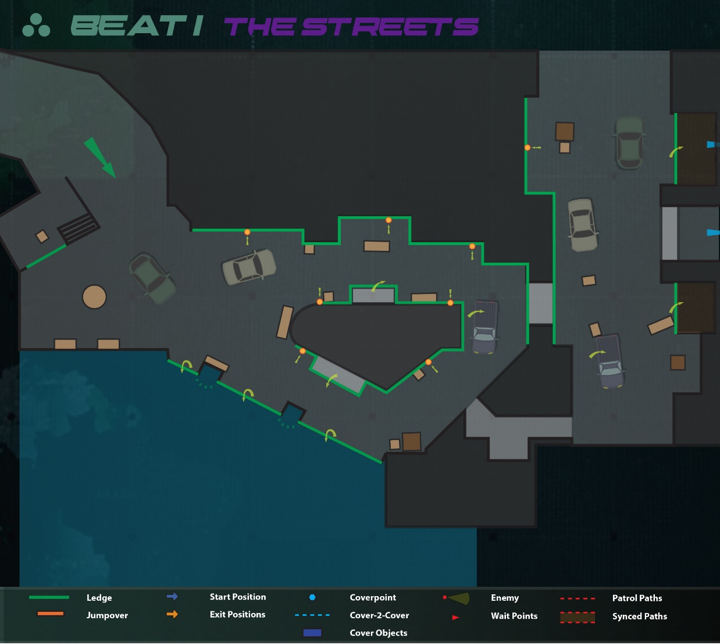 BEAT I THE STREETS
Ledge
Start Position
Coverpoint
Enemy
Patrol Paths
Jumpover
Exit Positions
Cover-2-Cover
Wait Points
Synced Paths
Cover Objects